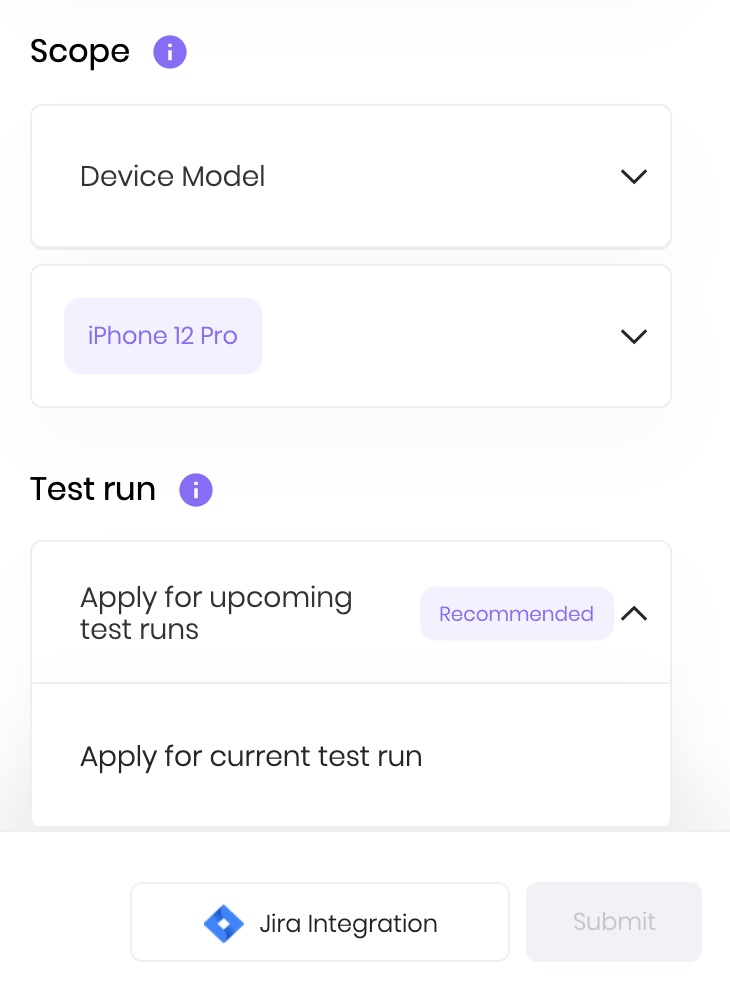 Scope
Device Model
iPhone 12 Pro
Test run
Apply for upcoming
test runs
Recommended
Apply for current test run
Jira Integration
Submit